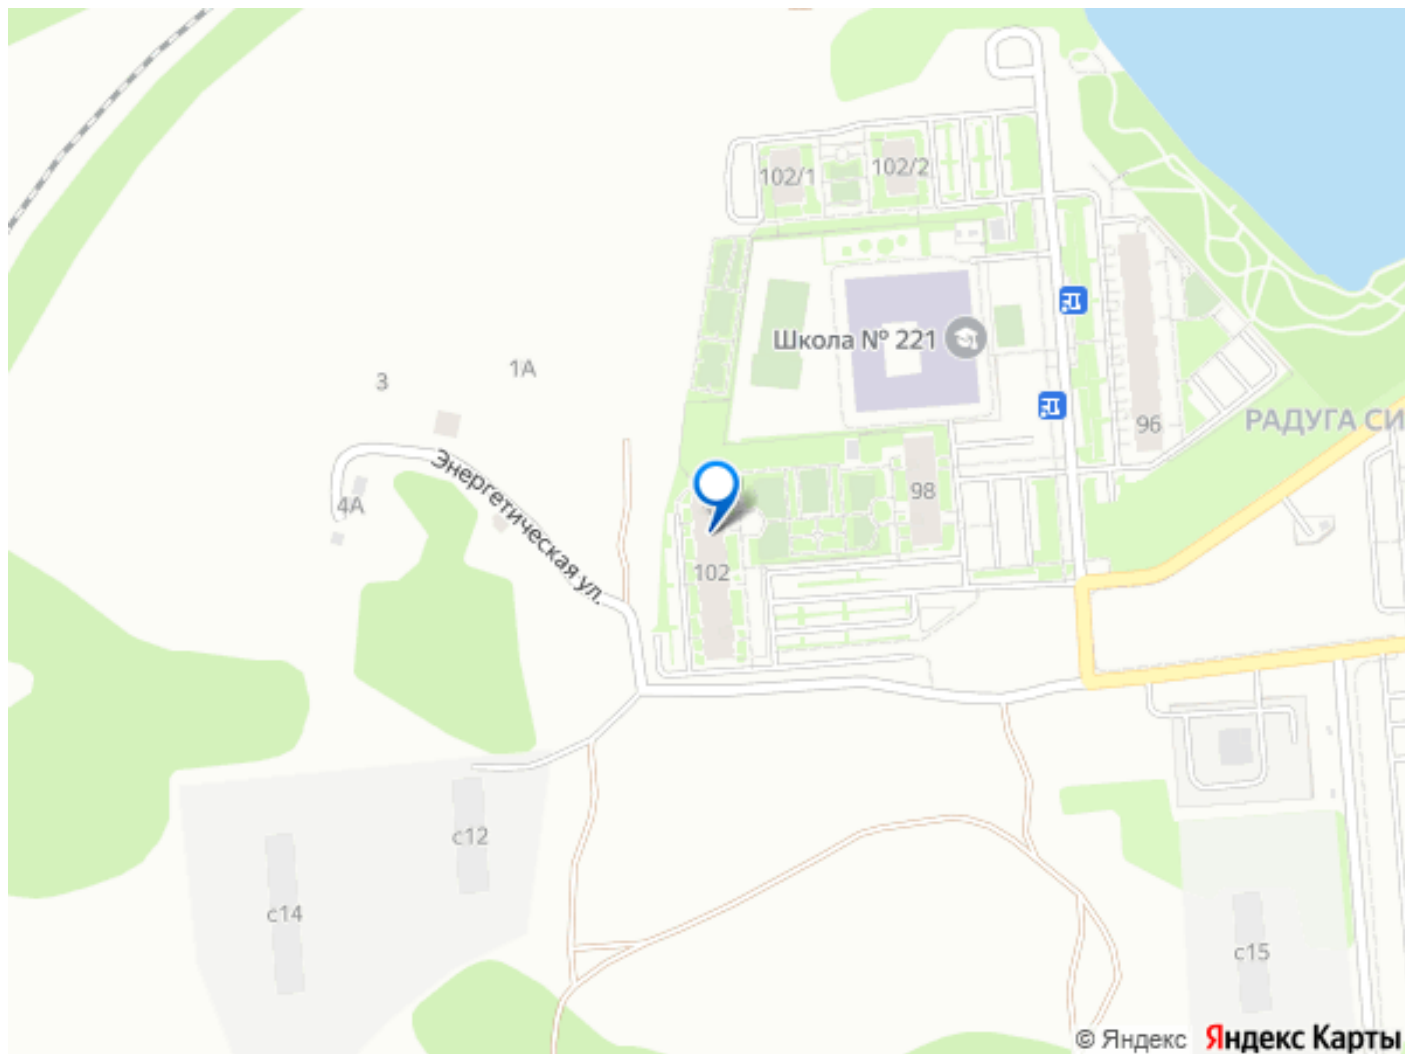 102/1
102/2
Школа № 221
3
1А
96
РАДУГА СИ
Энергетическая ул.
4А
98
102
с12
с14
с15
© Яндекс
Яндекс Карты